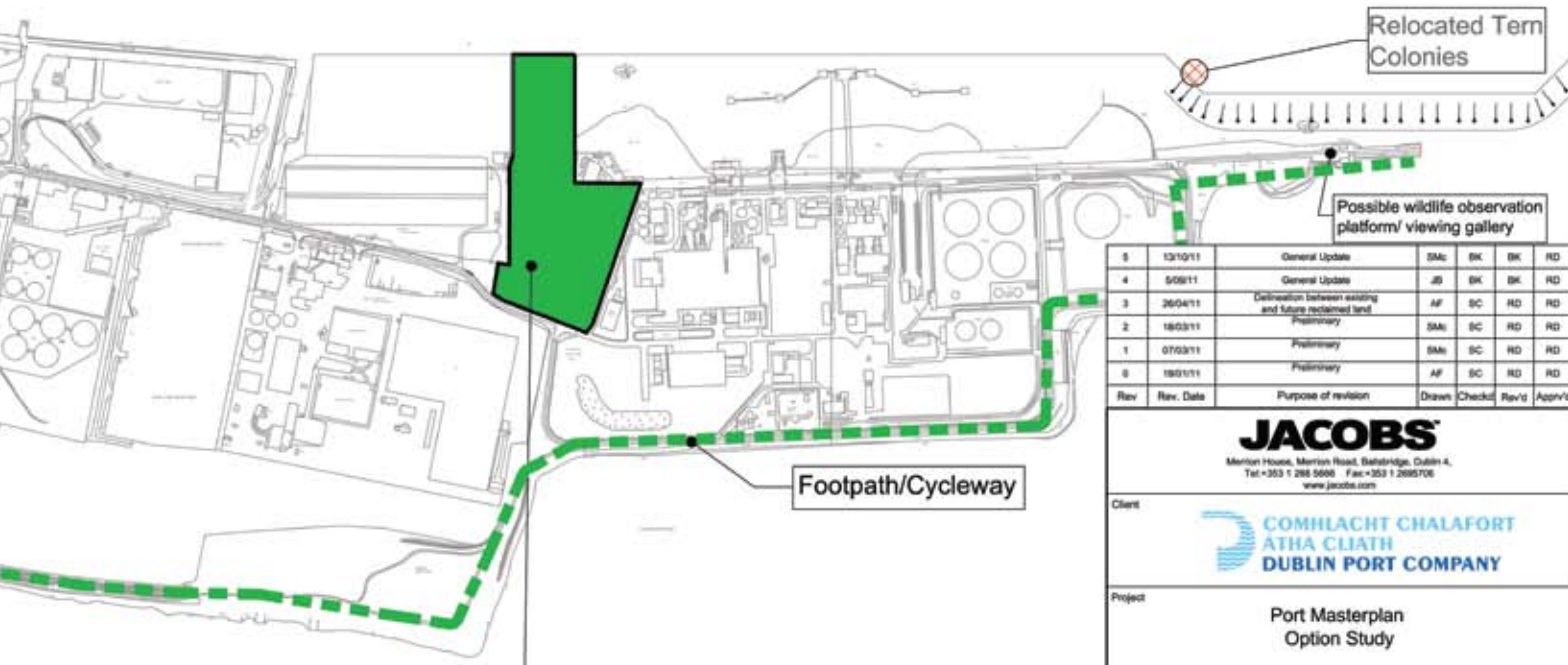 Relocated Tern
Colonies
Possible wildlife observation
platform/ viewing gallery
5 13/10/11 General Update SMc BK BK RD
4 5/09/11 General Update JS BK BK RD
3 26/04/11 Delineation between existing
and future reclaimed land AF SC RD RD
2 18/03/11 Preliminary SMc SC RD RD
1 07/03/11 Preliminary SMc SC RD RD
0 19/01/11 Preliminary AF SC RD RD
Rev Rev. Date Purpose of revision Drawn Checkd Rev'd Apprv'd
JACOBS
Merrion House, Merrion Road, Ballsbridge, Dublin 4,
www.jacobs.com
Footpath/Cycleway
Client
COMHLACHT CHALAFORT
ÁTHA CLIATH
DUBLIN PORT COMPANY
Project
Port Masterplan
Option Study